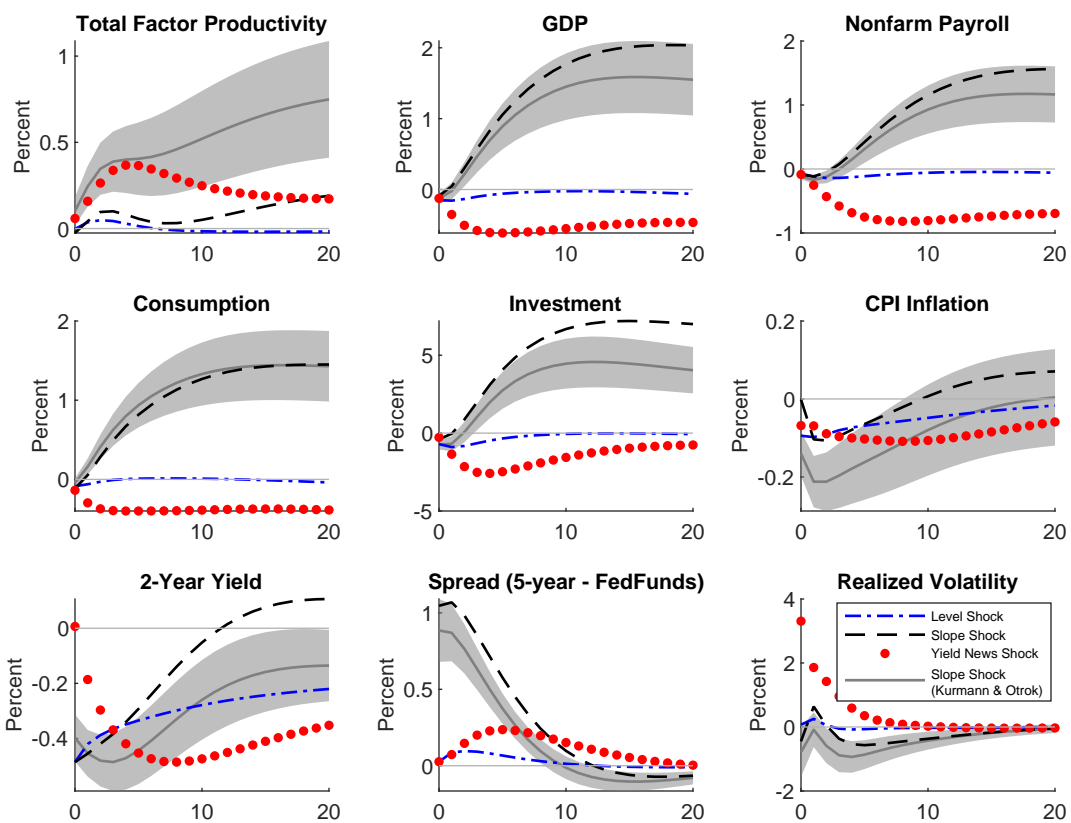 Total Factor Productivity
GDP
Nonfarm Payroll
Percent
1
0.5
0
0
10
20
Percent
2
1
0
0
10
20
Percent
2
1
0
-1
0
10
20
Consumption
Investment
CPI Inflation
Percent
2
1
0
0
10
20
Percent
5
0
-5
0
10
20
Percent
0.2
0
-0.2
0
10
20
2-Year Yield
Spread (5-year - FedFunds)
Realized Volatility
Percent
0
-0.2
-0.4
0
10
20
Percent
1
0.5
0
0
10
20
Percent
4
2
0
-2
0
10
20
Level Shock
Slope Shock
Yield News Shock
Slope Shock
(Kurmann & Otrok)